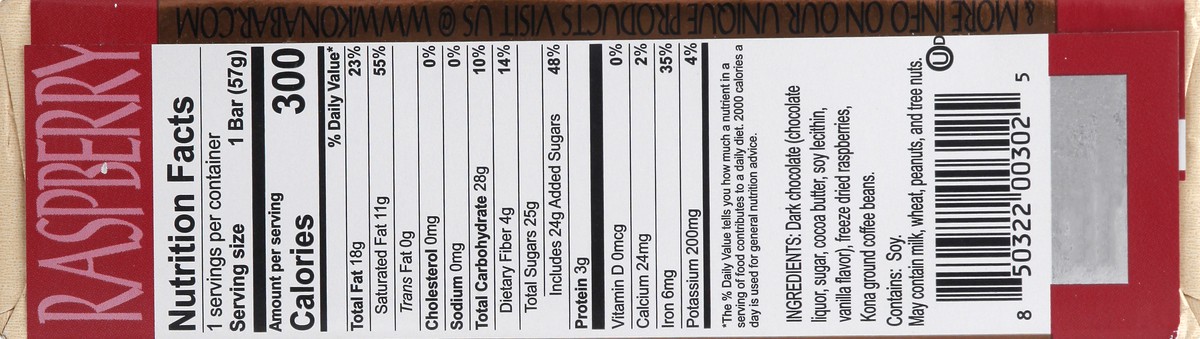 & MORE INFO ON OUR UNIQUE PRODUCTS VISIT US @ WWW.KONABAR.COM
RASPBERRY
Nutrition Facts
1 servings per container
Serving size 1 Bar (57g)
Amount per serving
Calories 300
% Daily Value*
Total Fat 18g 23%
Saturated Fat 11g 55%
Trans Fat 0g
Cholesterol 0mg 0%
Sodium 0mg 0%
Total Carbohydrate 28g 10%
Dietary Fiber 4g 14%
Total Sugars 25g
Includes 24g Added Sugars 48%
Protein 3g
Vitamin D 0mcg 0%
Calcium 24mg 2%
Iron 6mg 35%
Potassium 200mg 4%
*The % Daily Value tells you how much a nutrient in a
serving of food contributes to a daily diet. 2000 calories a
day is used for general nutrition advice.
INGREDIENTS: Dark chocolate (chocolate
liquor, sugar, cocoa butter, soy lecithin,
vanilla flavor), freeze dried raspberries,
Kona ground coffee beans.
Contains: Soy.
May contain milk, wheat, peanuts, and tree nuts.
U D
8 50322 00302 5